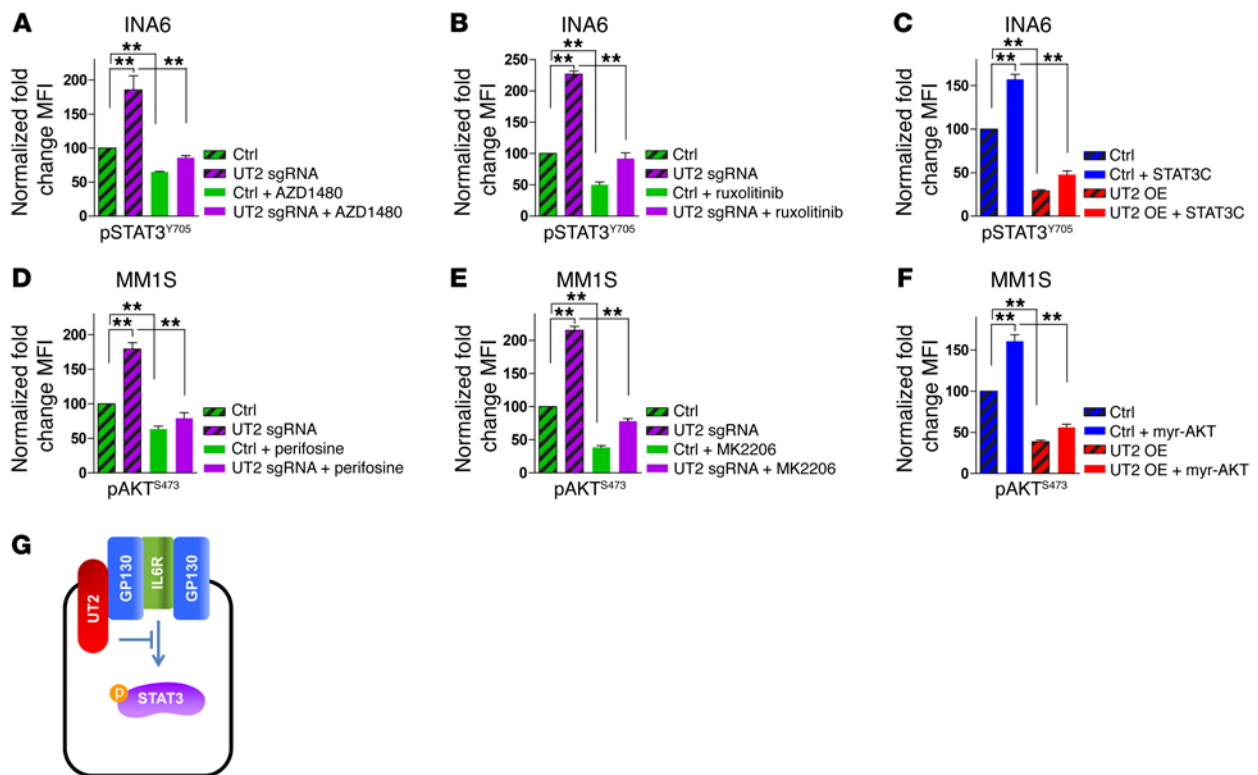 A
INA6
**
**
**
Normalized fold
change MFI
200
150
100
50
0
pSTAT3Y705
Ctrl
UT2 sgRNA
Ctrl + AZD1480
UT2 sgRNA + AZD1480
B
INA6
**
**
**
Normalized fold
change MFI
250
200
150
100
50
0
pSTAT3Y705
Ctrl
UT2 sgRNA
Ctrl + ruxolitinib
UT2 sgRNA + ruxolitinib
C
INA6
**
**
**
Normalized fold
change MFI
150
100
50
0
pSTAT3Y705
Ctrl
Ctrl + STAT3C
UT2 OE
UT2 OE + STAT3C
D
MM1S
**
**
**
Normalized fold
change MFI
200
150
100
50
0
pAKTS473
Ctrl
UT2 sgRNA
Ctrl + perifosine
UT2 sgRNA + perifosine
E
MM1S
**
**
**
Normalized fold
change MFI
200
150
100
50
0
pAKTS473
Ctrl
UT2 sgRNA
Ctrl + MK2206
UT2 sgRNA + MK2206
F
MM1S
**
**
**
Normalized fold
change MFI
150
100
50
0
pAKTS473
Ctrl
Ctrl + myr-AKT
UT2 OE
UT2 OE + myr-AKT
G
UT2
GP130
IL6R
GP130
p
STAT3